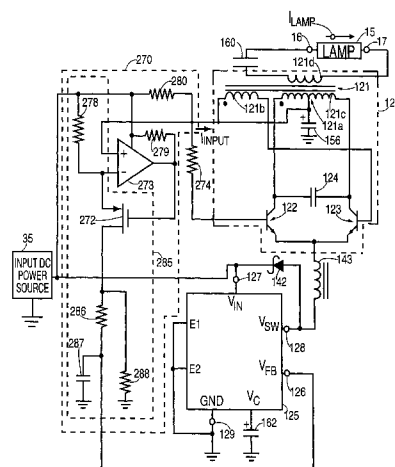 I LAMP
160
16
15
17
LAMP
121d
270
280
121
12
278
121b
121c
121a
I INPUT
+
156
279
+
-
273
274
124
272
122
123
35
INPUT DC
POWER
SOURCE
285
143
142
127
286
VIN
E1
VSW
128
287
E2
VFB
126
288
GND
VC
125
129
+
162